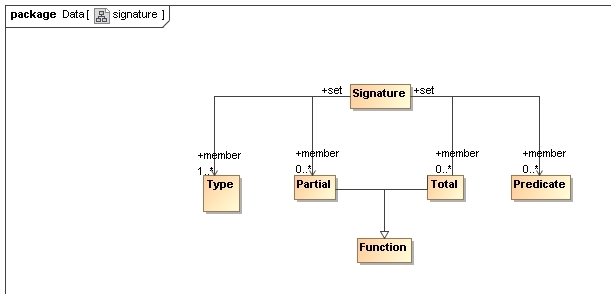 package Data [ signature ]
+set Signature +set
+member +member +member +member
1..* 0..* 0..* 0..*
Type Partial Total Predicate
Function